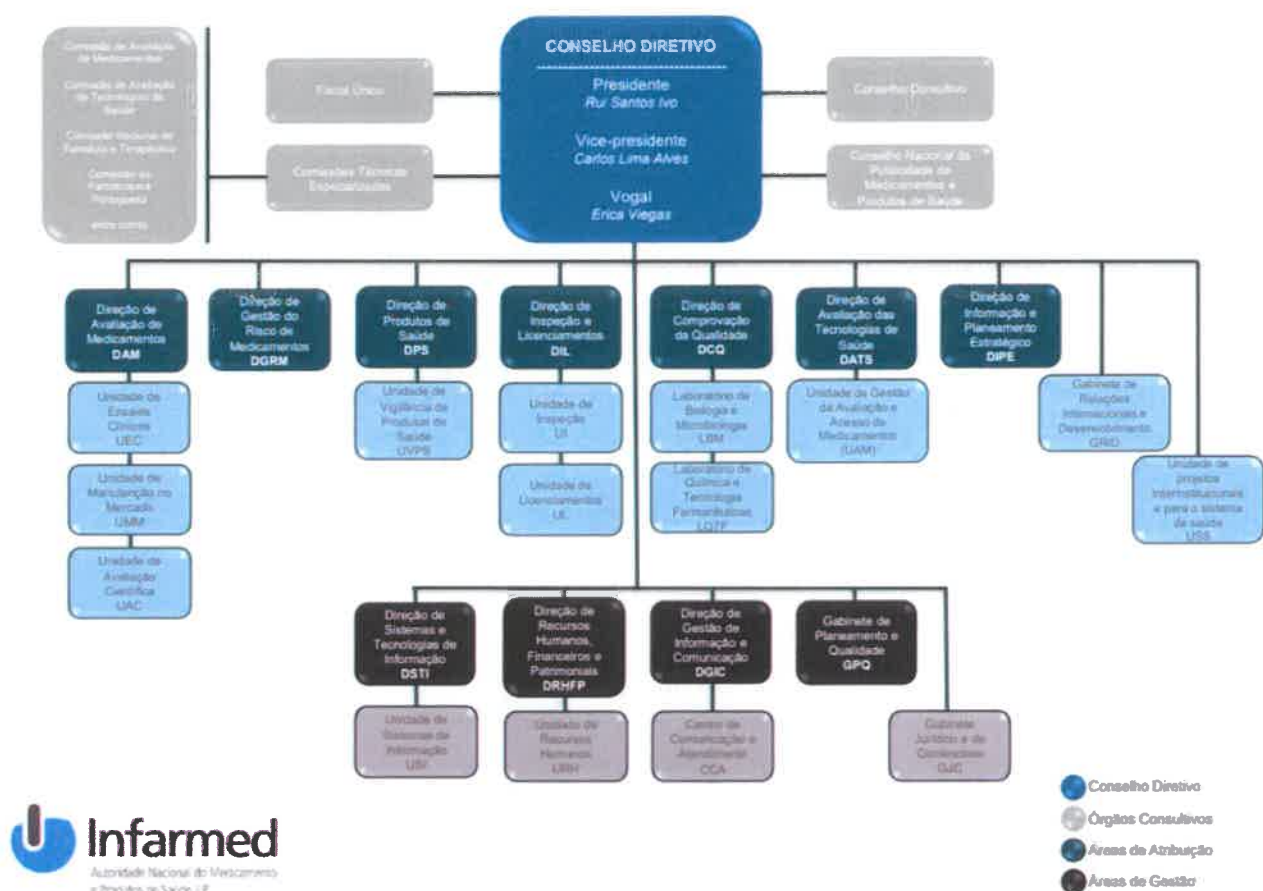 Comissão de Avaliação
de Medicamentos
Comissão de Avaliação
de Tecnologias de
Saúde
Comissão Nacional de
Farmácia e Terapêutica
Comissão da
Farmacopeia
Portuguesa
entre outras
Fiscal Único
Comissões Técnicas
Especializadas
CONSELHO DIRETIVO
Presidente
Rui Santos Ivo
Vice-presidente
Carlos Lima Alves
Vogal
Erica Viegas
Conselho Consultivo
Conselho Nacional da
Publicidade de
Medicamentos e
Produtos de Saúde
Direção de
Avaliação de
Medicamentos
DAM
Direção de
Gestão do
Risco de
Medicamentos
DGRM
Direção de
Produtos de
Saúde
DPS
Direção de
Inspeção e
Licenciamentos
DIL
Direção de
Comprovação
da Qualidade
DCQ
Direção de
Avaliação das
Tecnologias de
Saúde
DATS
Direção de
Informação e
Planeamento
Estratégico
DIPE
Unidade de
Ensaios
Clínicos
UEC
Unidade de
Manutenção no
Mercado
UMM
Unidade de
Avaliação
Científica
UAC
Unidade de
Vigilância de
Produtos de
Saúde
UVPS
Unidade de
Inspeção
UI
Unidade de
Licenciamentos
UL
Laboratório de
Biologia e
Microbiologia
LBM
Laboratório de
Química e
Tecnologia
Farmacêuticas
LQTF
Unidade de Gestão
da Avaliação e
Acesso de
Medicamentos
(UAM)
Gabinete de
Relações
Internacionais e
Desenvolvimento
GRID
Unidade de
projetos
Interinstitucionais
e para o sistema
de saúde
USS
Direção de
Sistemas e
Tecnologias de
Informação
DSTI
Direção de
Recursos
Humanos,
Financeiros e
Patrimoniais
DRHFP
Direção de
Gestão de
Informação e
Comunicação
DGIC
Gabinete de
Planeamento e
Qualidade
GPQ
Unidade de
Sistemas de
Informação
USI
Unidade de
Recursos
Humanos
URH
Centro de
Comunicação e
Atendimento
CCA
Gabinete
Jurídico e de
Contencioso
GJC
Infarmed
Autoridade Nacional do Medicamento
e Produtos de Saúde, I.P.
Conselho Diretivo
Órgãos Consultivos
Áreas de Atribuição
Áreas de Gestão